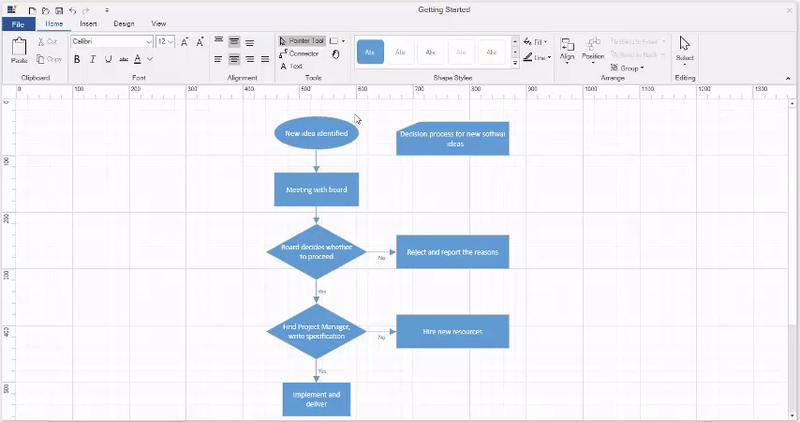 Getting Started
File Home Insert Design View
Paste
Cut
Copy
Clipboard
Calibri 12
B I U S A
Font
Alignment
Pointer Tool
Connector
A Text
Tools
Abc Abc Abc Abc Abc
Fill
Line
Shape Styles
Align
Position
Bring to Front
Send to Back
Group
Arrange
Select
Editing
0 100 200 300 400 500 600 700 800 900 1000 1100 1200 1300
0
100
200
300
400
500
New idea identified
Decision process for new software
ideas
Meeting with board
Board decides whether
to proceed
No
Reject and report the reasons
Yes
Find Project Manager,
write specification
No
Hire new resources
Yes
Implement and
deliver